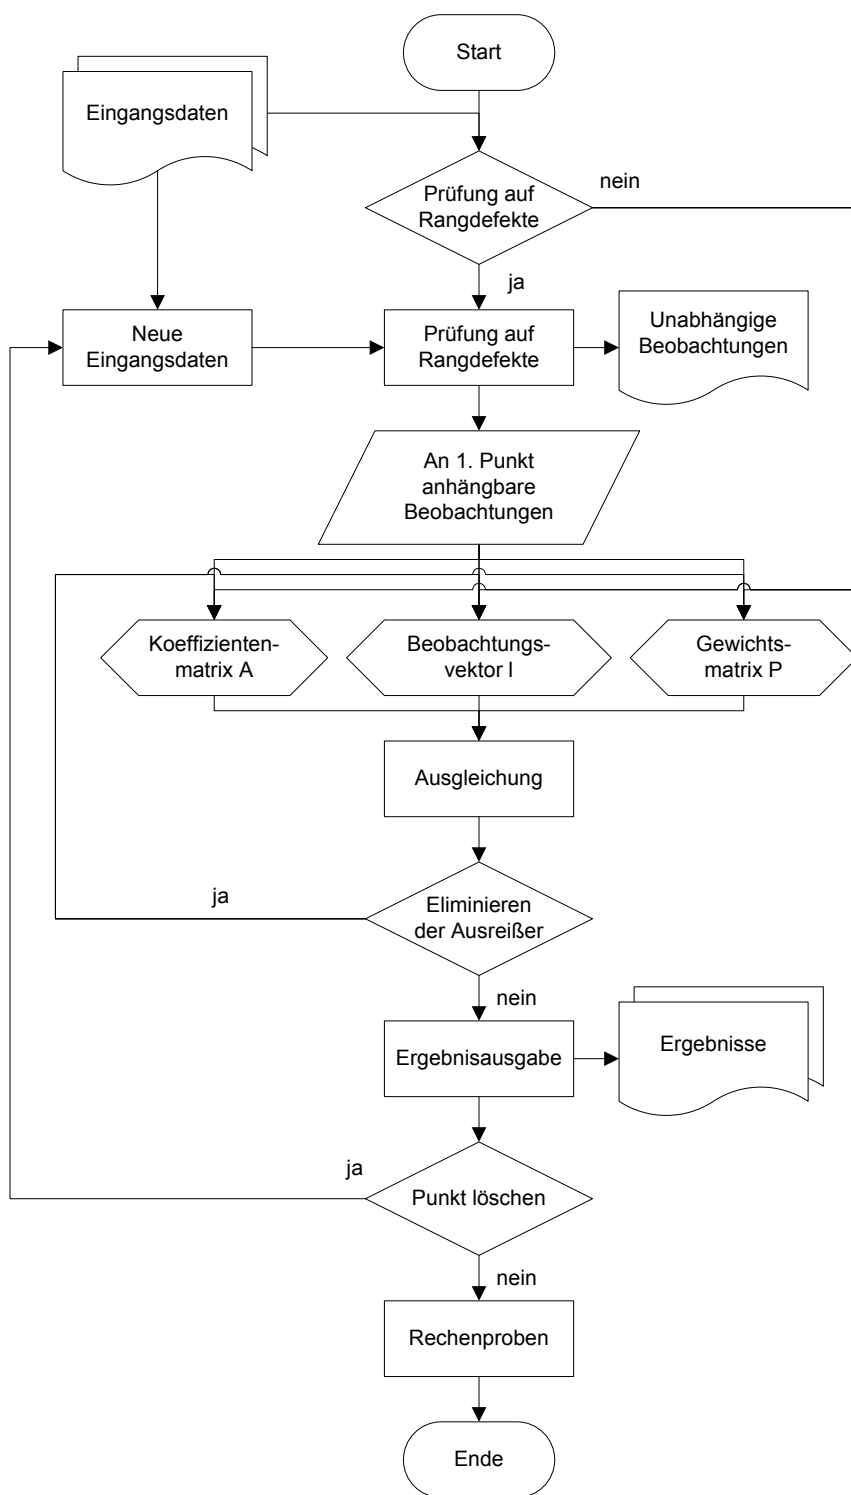 Start
Eingangsdaten
Prüfung auf
Rangdefekte
nein
ja
Neue
Eingangsdaten
Prüfung auf
Rangdefekte
Unabhängige
Beobachtungen
An 1. Punkt
anhängbare
Beobachtungen
Koeffizienten-
matrix A
Beobachtungs-
vektor l
Gewichts-
matrix P
Ausgleichung
ja
Eliminieren
der Ausreißer
nein
Ergebnisausgabe
Ergebnisse
ja
Punkt löschen
nein
Rechenproben
Ende